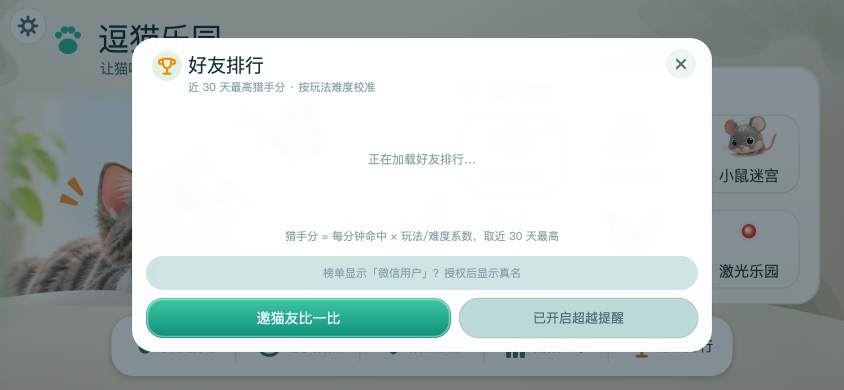 逗猫乐园
让猫
好友排行
近 30 天最高猎手分 · 按玩法难度校准
正在加载好友排行...
小鼠迷宫
猎手分 = 每分钟命中 × 玩法/难度系数，取近 30 天最高
榜单显示「微信用户」？授权后显示真名
激光乐园
邀猫友比一比
已开启超越提醒
行